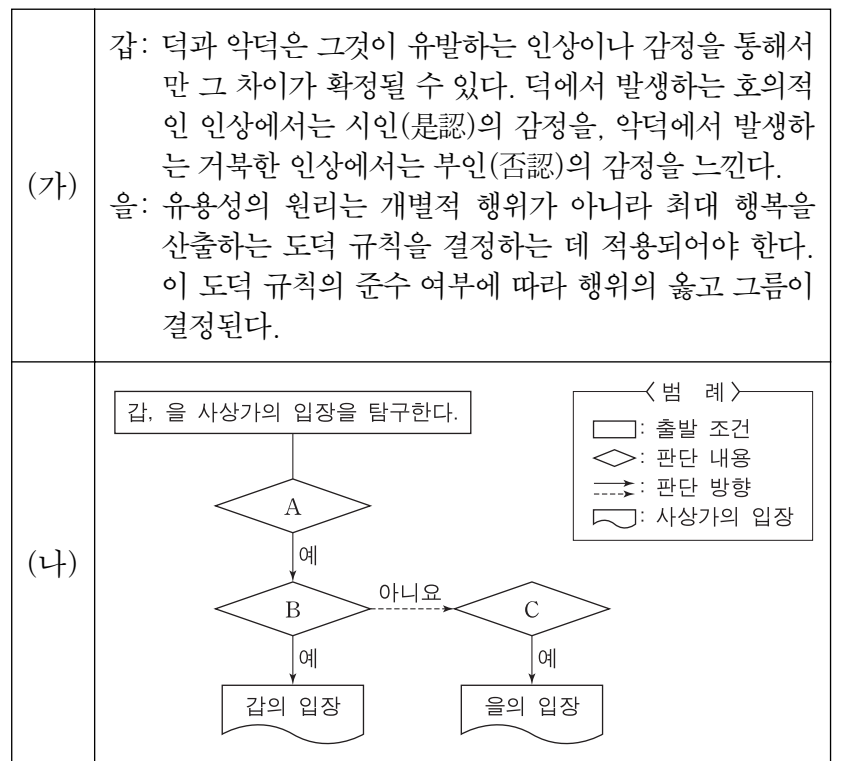 (가)
갑: 덕과 악덕은 그것이 유발하는 인상이나 감정을 통해서
만 그 차이가 확정될 수 있다. 덕에서 발생하는 호의적
인 인상에서는 시인(是認)의 감정을, 악덕에서 발생하
는 거북한 인상에서는 부인(否認)의 감정을 느낀다.
을: 유용성의 원리는 개별적 행위가 아니라 최대 행복을
산출하는 도덕 규칙을 결정하는 데 적용되어야 한다.
이 도덕 규칙의 준수 여부에 따라 행위의 옳고 그름이
결정된다.
(나)
갑, 을 사상가의 입장을 탐구한다.
〈범 례〉
: 출발 조건
: 판단 내용
: 판단 방향
: 사상가의 입장
A
예
B
아니요
C
예
예
갑의 입장
을의 입장